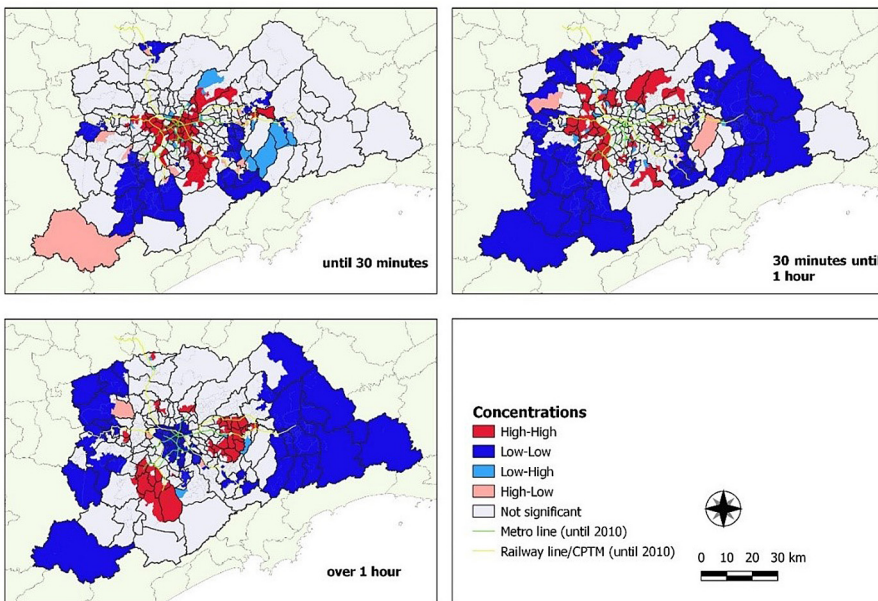 until 30 minutes
30 minutes until
1 hour
over 1 hour
Concentrations
High-High
Low-Low
Low-High
High-Low
Not significant
Metro line (until 2010)
Railway line/CPTM (until 2010)
0 10 20 30 km